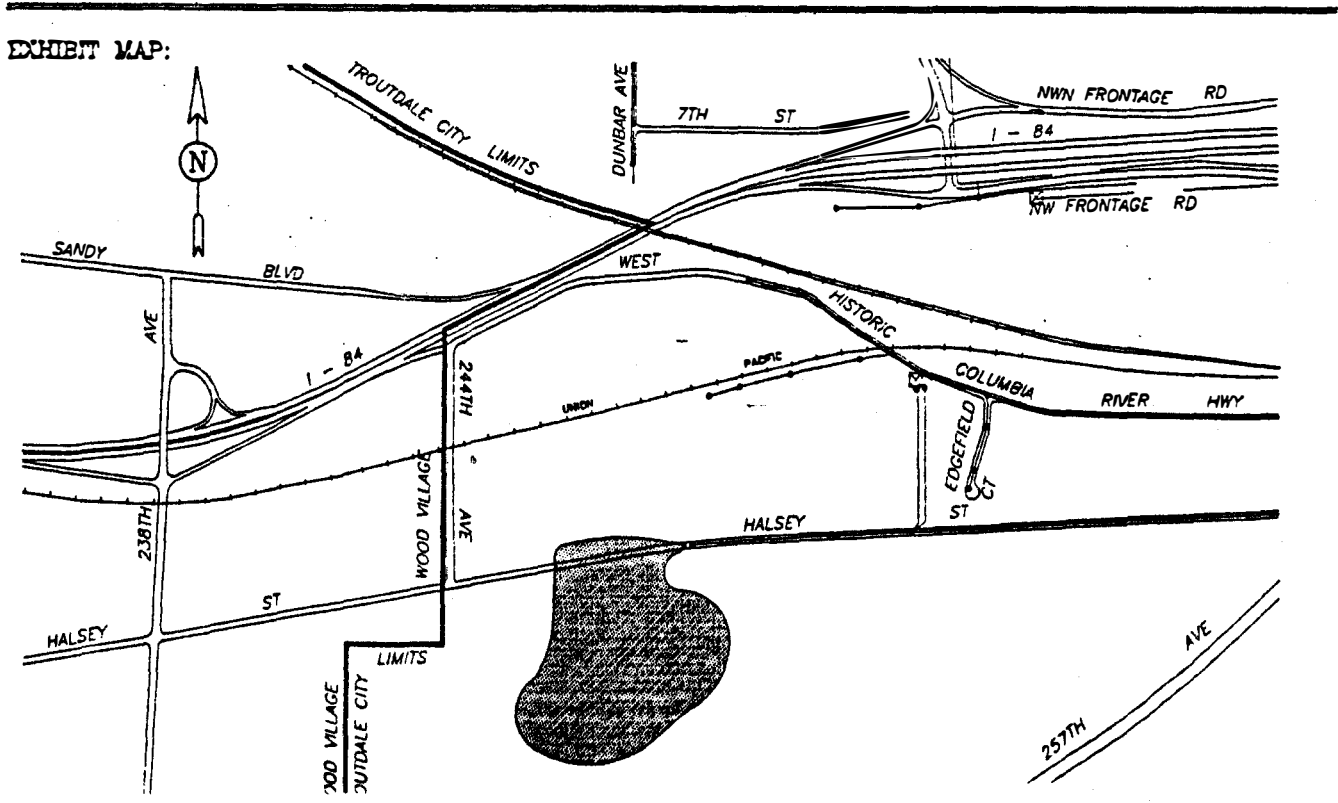 EXHIBIT MAP:
TROUTDALE CITY LIMITS
DUNBAR AVE
7TH ST
NWN FRONTAGE RD
I - 84
NW FRONTAGE RD
N
SANDY BLVD
WEST HISTORIC COLUMBIA RIVER HWY
AVE
238TH
I - 84
244TH AVE
UNION PACIFIC
EDGEFIELD CT
WOOD VILLAGE
LIMITS
HALSEY ST
HALSEY ST
OOD VILLAGE
OUTDALE CITY
257TH AVE